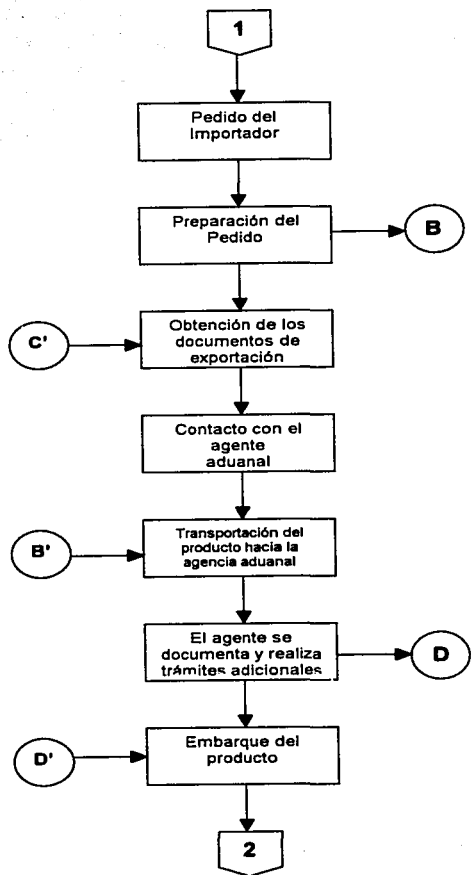 1
Pedido del
Importador
Preparación del
Pedido
B
C'
Obtención de los
documentos de
exportación
Contacto con el
agente
aduanal
B'
Transportación del
producto hacia la
agencia aduanal
El agente se
documenta y realiza
trámites adicionales
D
D'
Embarque del
producto
2